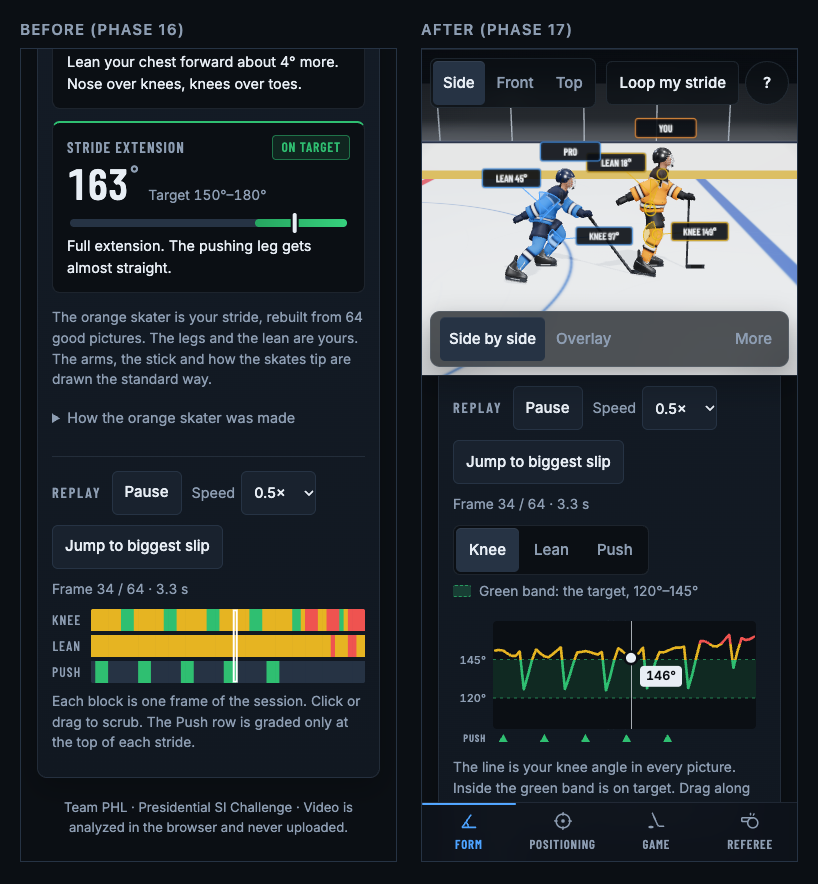 BEFORE (PHASE 16)
Lean your chest forward about 4° more.
Nose over knees, knees over toes.
STRIDE EXTENSION
ON TARGET
163° Target 150°–180°
Full extension. The pushing leg gets
almost straight.
The orange skater is your stride, rebuilt from 64
good pictures. The legs and the lean are yours.
The arms, the stick and how the skates tip are
drawn the standard way.
How the orange skater was made
REPLAY Pause Speed 0.5×
Jump to biggest slip
Frame 34 / 64 · 3.3 s
KNEE
LEAN
PUSH
Each block is one frame of the session. Click or
drag to scrub. The Push row is graded only at
the top of each stride.
Team PHL · Presidential SI Challenge · Video is
analyzed in the browser and never uploaded.
AFTER (PHASE 17)
Side Front Top Loop my stride ?
YOU
PRO
LEAN 18°
LEAN 45°
KNEE 149°
KNEE 97°
Side by side Overlay More
REPLAY Pause Speed 0.5×
Jump to biggest slip
Frame 34 / 64 · 3.3 s
Knee Lean Push
Green band: the target, 120°–145°
145°
146°
120°
PUSH
The line is your knee angle in every picture.
Inside the green band is on target. Drag along
FORM POSITIONING GAME REFEREE